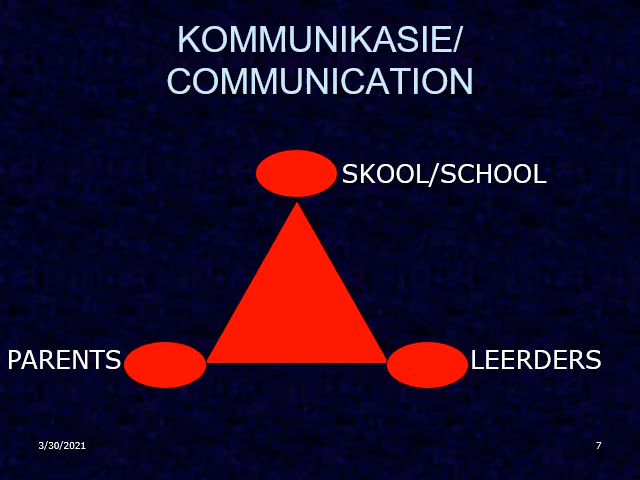 KOMMUNIKASIE/
COMMUNICATION
SKOOL/SCHOOL
PARENTS
LEERDERS
3/30/2021
7